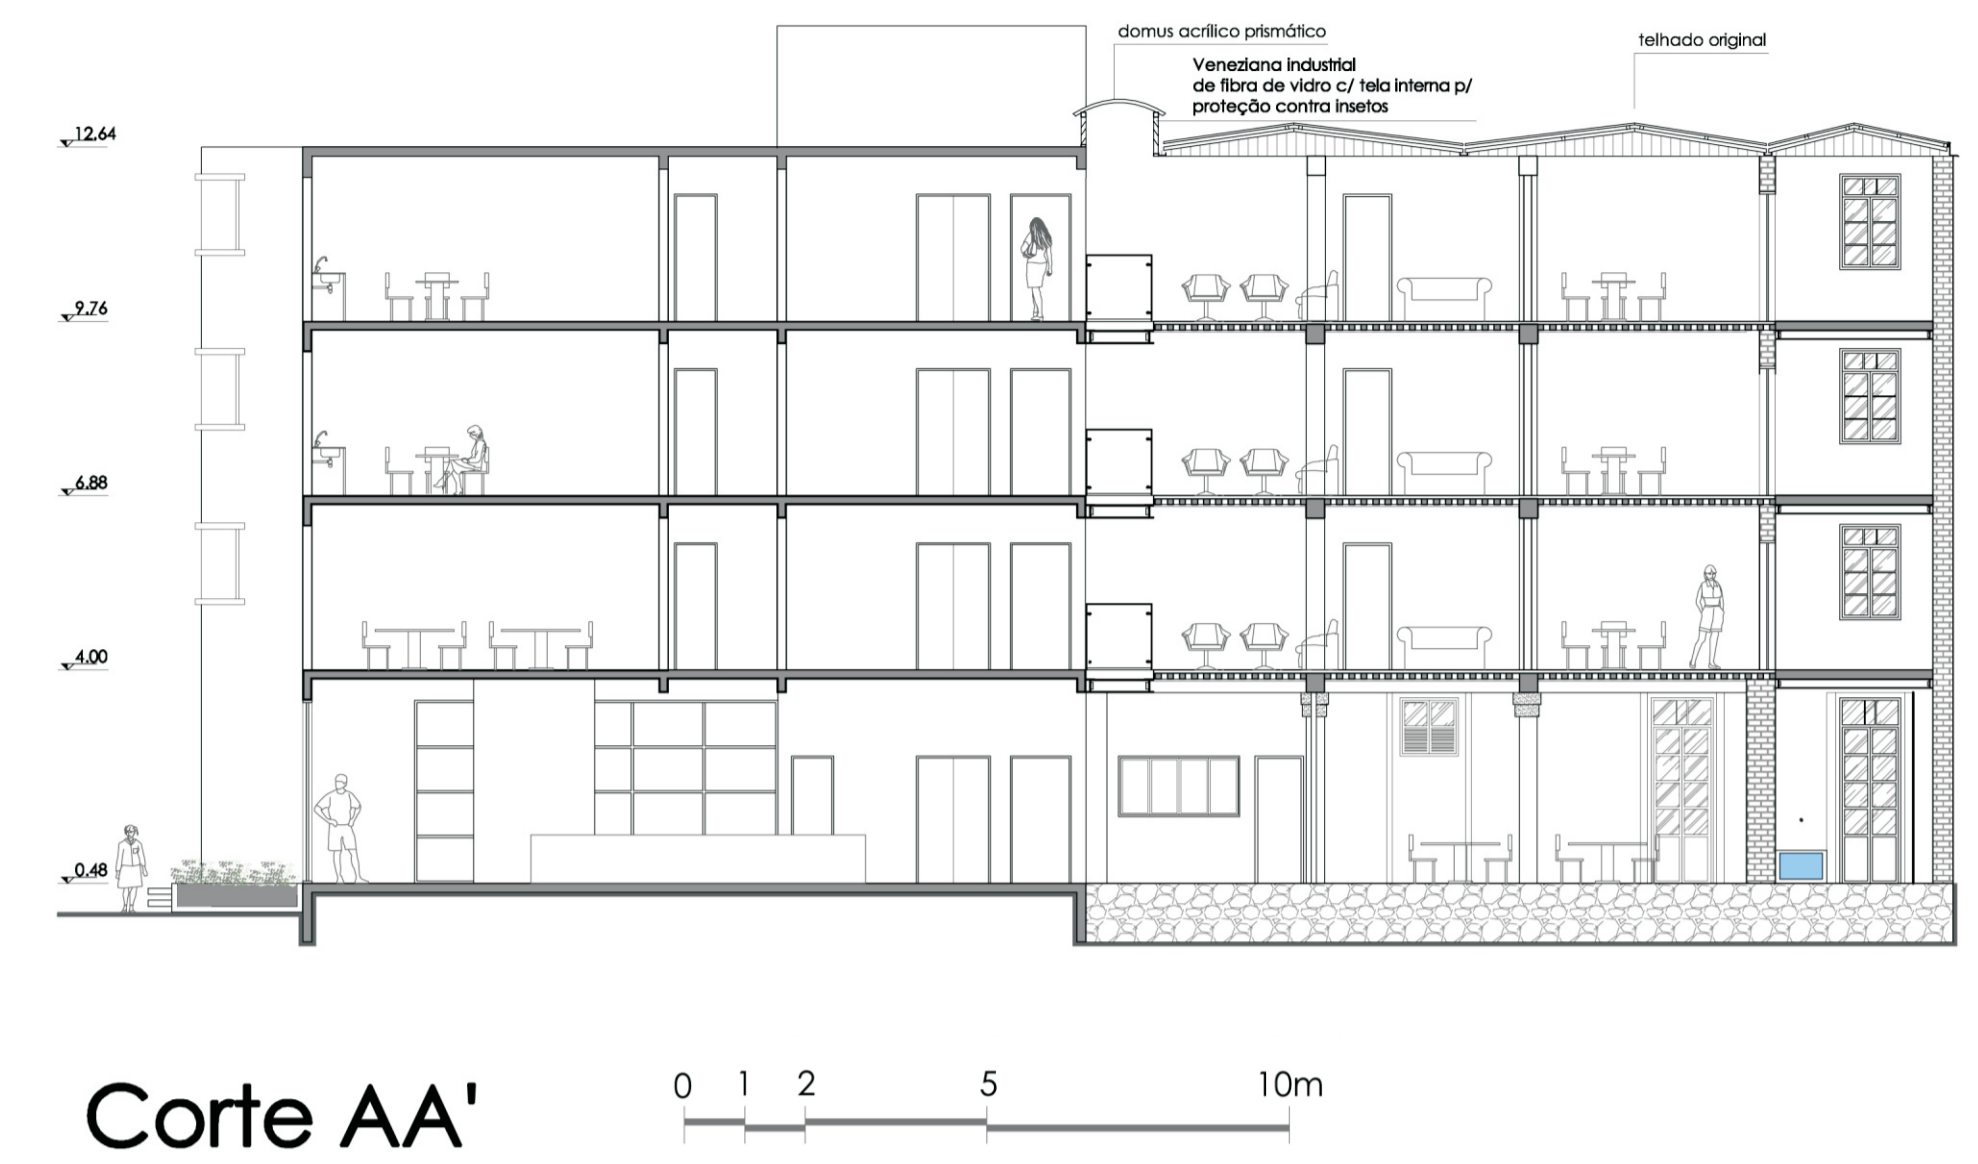 domus acrílico prismático
telhado original
Veneziana industrial
de fibra de vidro c/ tela interna p/
proteção contra insetos
12.64
9.76
6.88
4.00
0.48
Corte AA'
0 1 2 5 10m